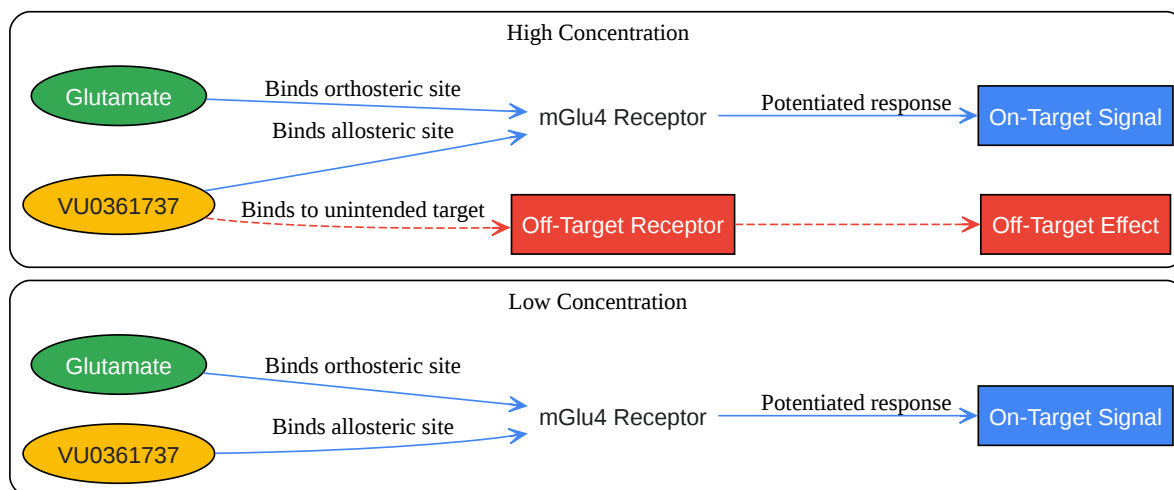 High Concentration
Glutamate
Binds orthosteric site
mGlu4 Receptor
Potentiated response
On-Target Signal
Binds allosteric site
VU0361737
Binds to unintended target
Off-Target Receptor
Off-Target Effect
Low Concentration
Glutamate
Binds orthosteric site
mGlu4 Receptor
Potentiated response
On-Target Signal
Binds allosteric site
VU0361737